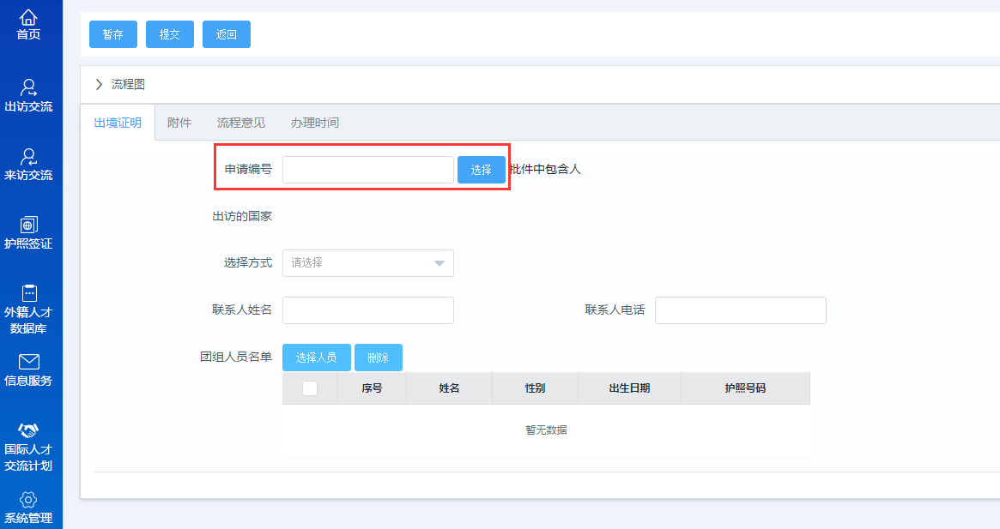 首页
出访交流
来访交流
护照签证
外籍人才
数据库
信息服务
国际人才
交流计划
系统管理
暂存 提交 返回
流程图
出境证明 附件 流程意见 办理时间
申请编号 选择 批件中包含人
出访的国家
选择方式 请选择
联系人姓名 联系人电话
团组人员名单 选择人员 删除
序号 姓名 性别 出生日期 护照号码
暂无数据